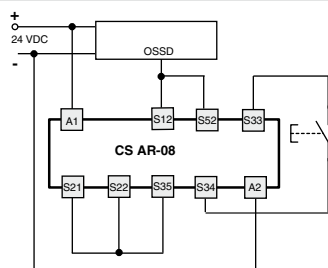 +
24 VDC
-
OSSD
A1 S12 S52 S33
CS AR-08
S21 S22 S35 S34 A2